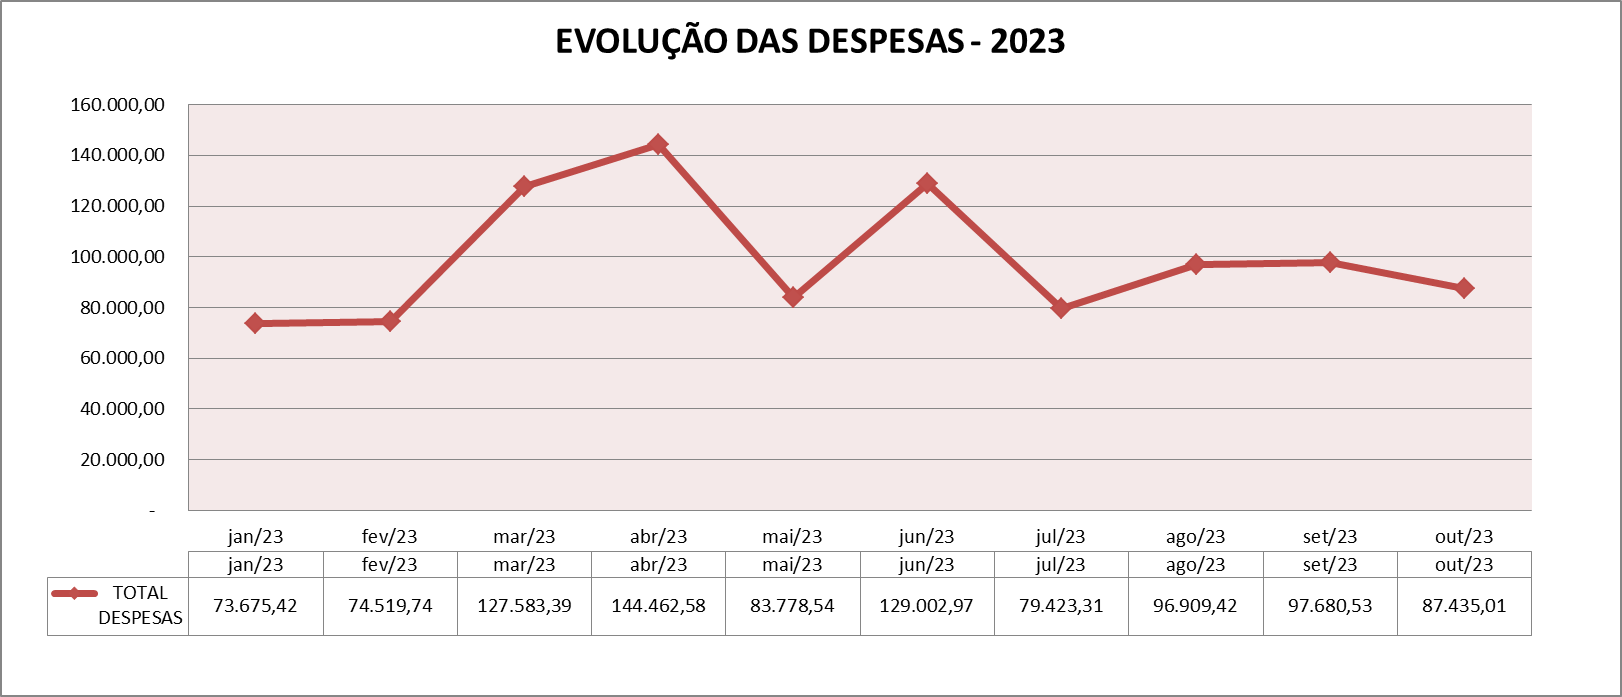 EVOLUÇÃO DAS DESPESAS - 2023
160.000,00
140.000,00
120.000,00
100.000,00
80.000,00
60.000,00
40.000,00
20.000,00
-
jan/23 fev/23 mar/23 abr/23 mai/23 jun/23 jul/23 ago/23 set/23 out/23
jan/23 fev/23 mar/23 abr/23 mai/23 jun/23 jul/23 ago/23 set/23 out/23
TOTAL
DESPESAS
73.675,42 74.519,74 127.583,39 144.462,58 83.778,54 129.002,97 79.423,31 96.909,42 97.680,53 87.435,01